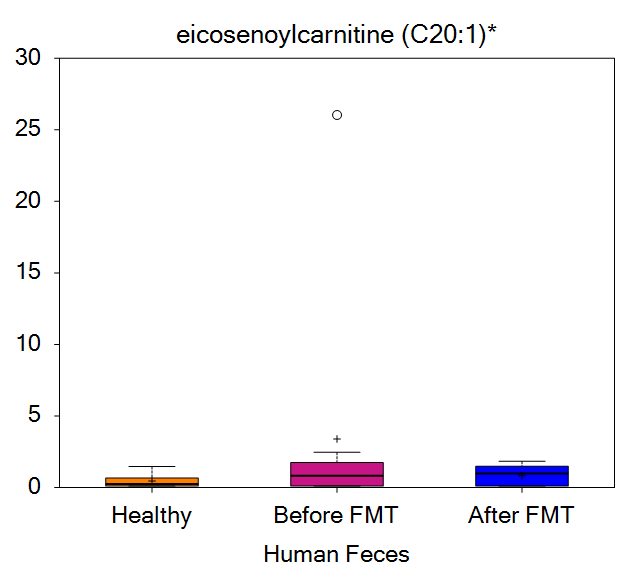 eicosenoylcarnitine (C20:1)*
30
25
20
15
10
5
0
Healthy Before FMT After FMT
Human Feces